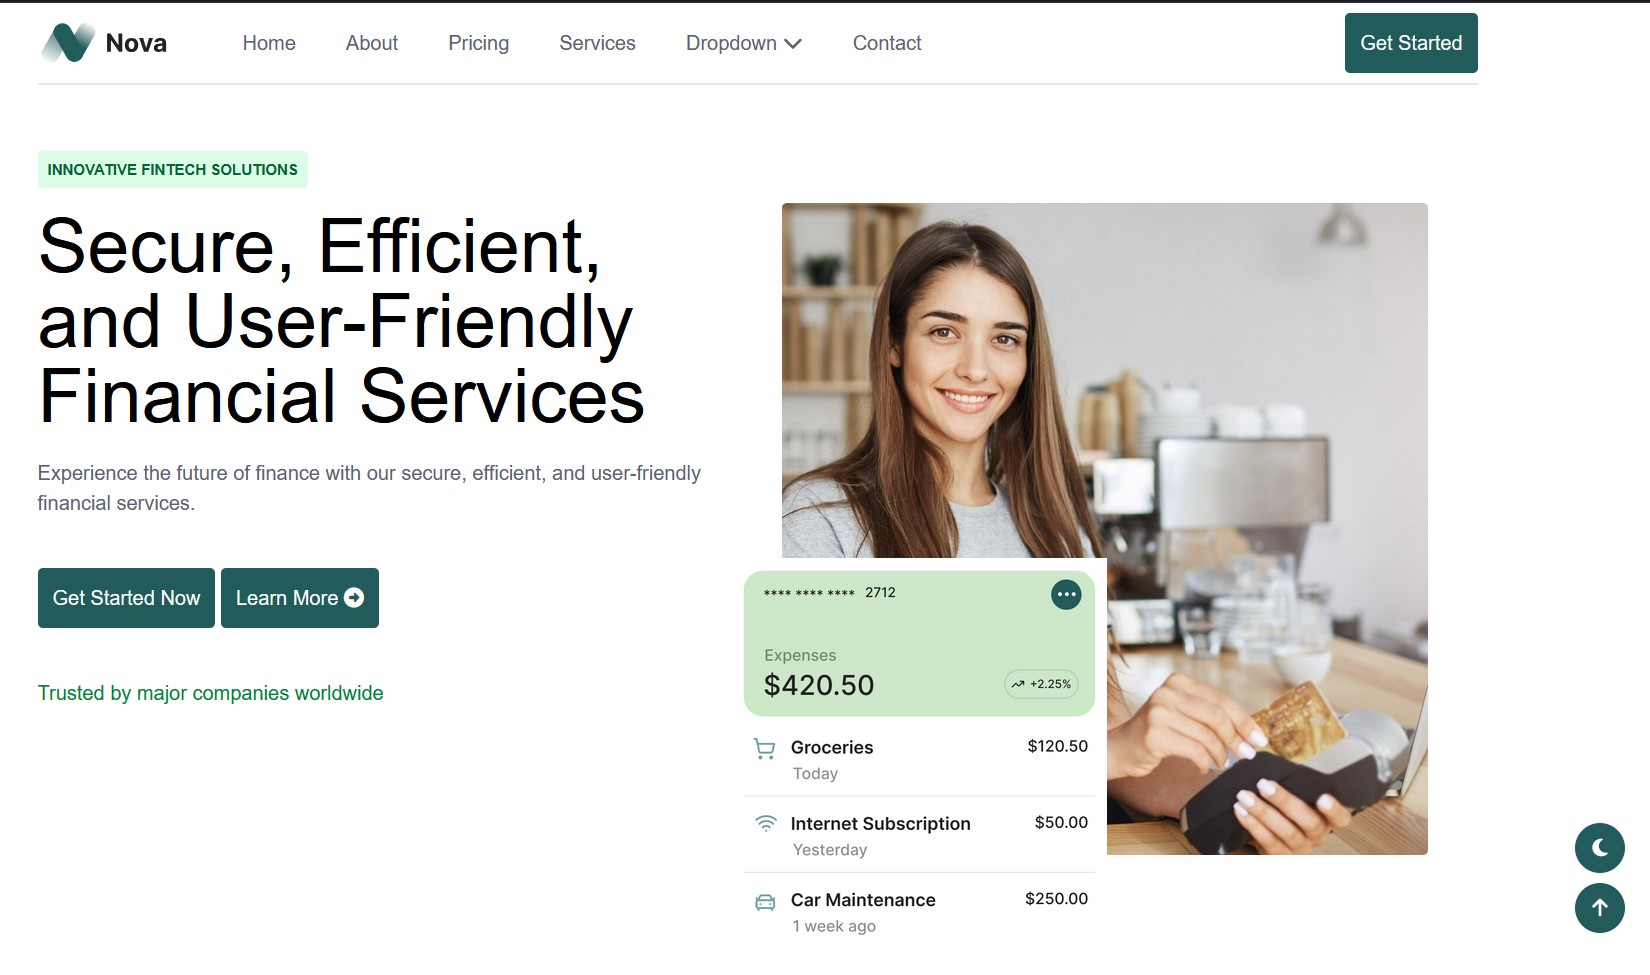 Nova
Home
About
Pricing
Services
Dropdown
Contact
Get Started
INNOVATIVE FINTECH SOLUTIONS
Secure, Efficient,
and User-Friendly
Financial Services
Experience the future of finance with our secure, efficient, and user-friendly
financial services.
Get Started Now
Learn More
Trusted by major companies worldwide
**** **** **** 2712
Expenses
$420.50
+2.25%
Groceries
$120.50
Today
Internet Subscription
$50.00
Yesterday
Car Maintenance
$250.00
1 week ago